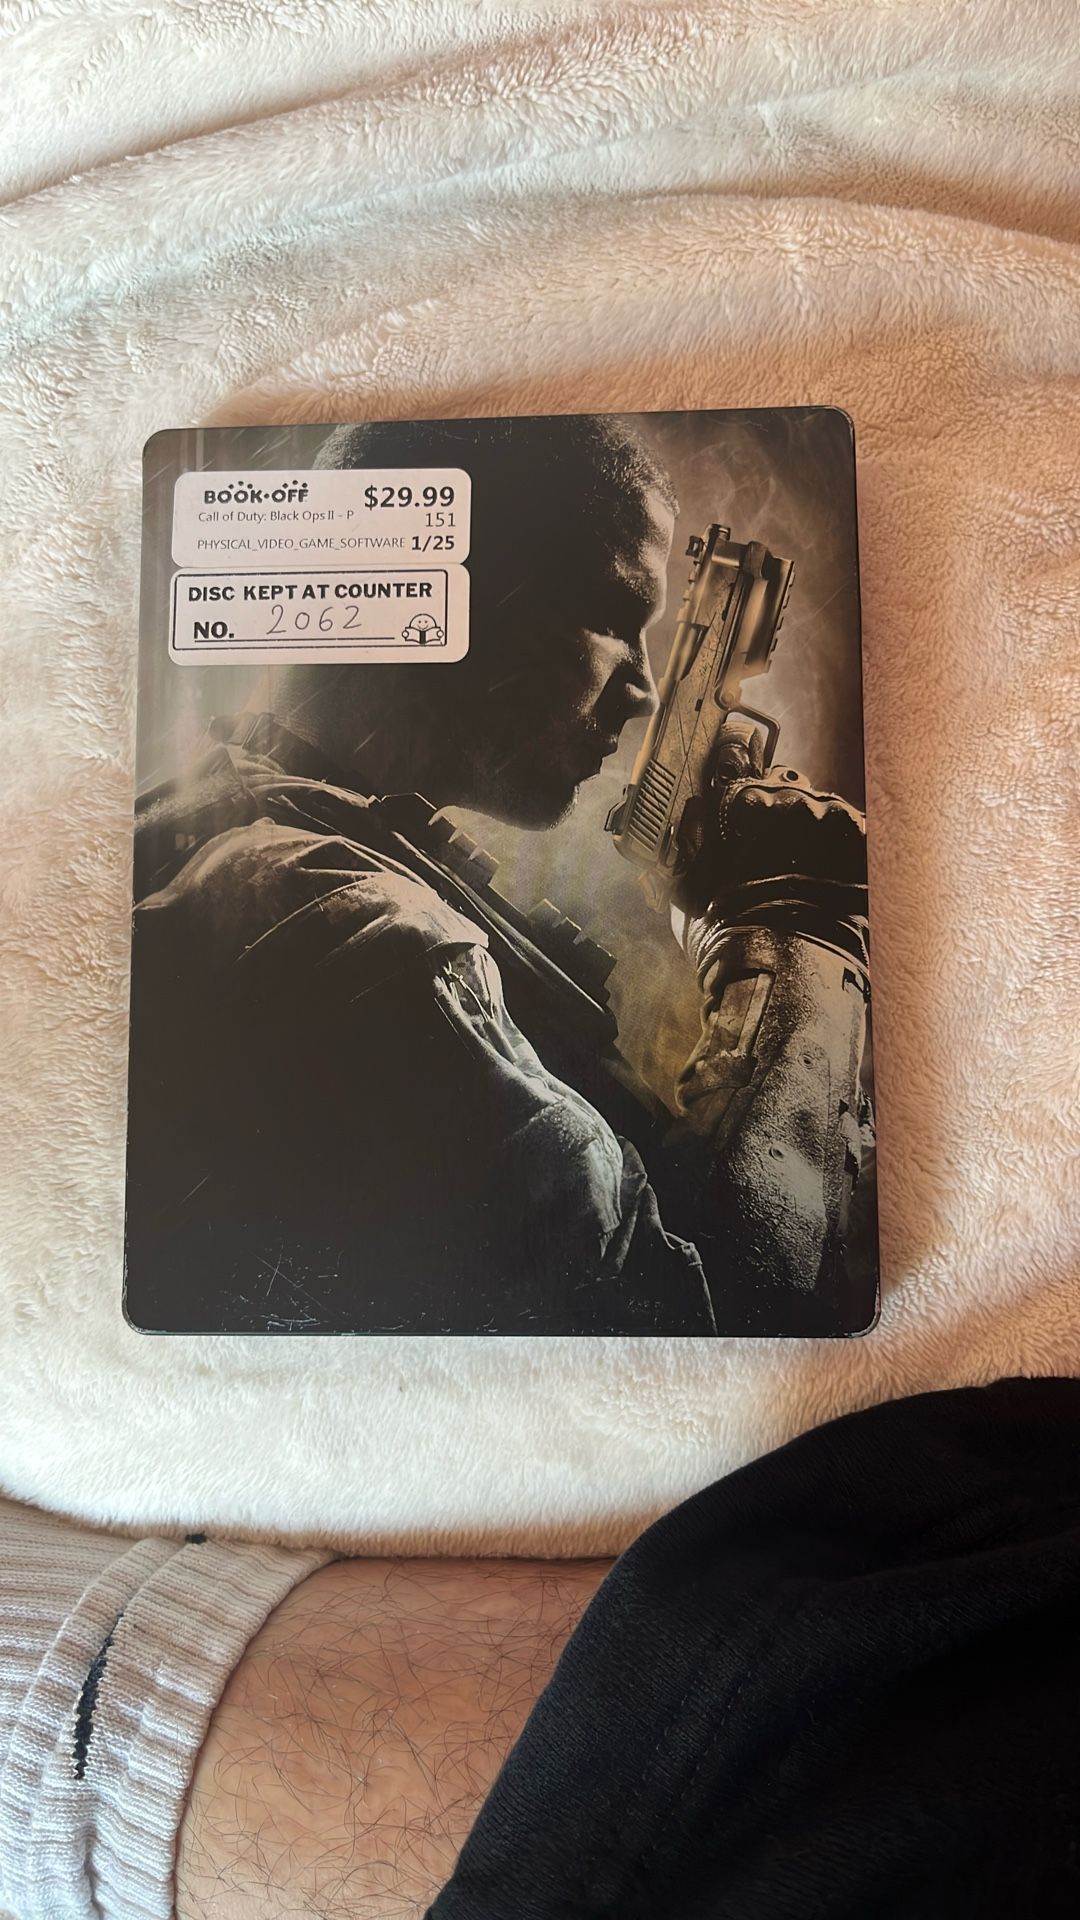 BOOK·OFF $29.99
Call of Duty: Black Ops II - P 151
PHYSICAL_VIDEO_GAME_SOFTWARE 1/25
DISC KEPT AT COUNTER
NO. 2062